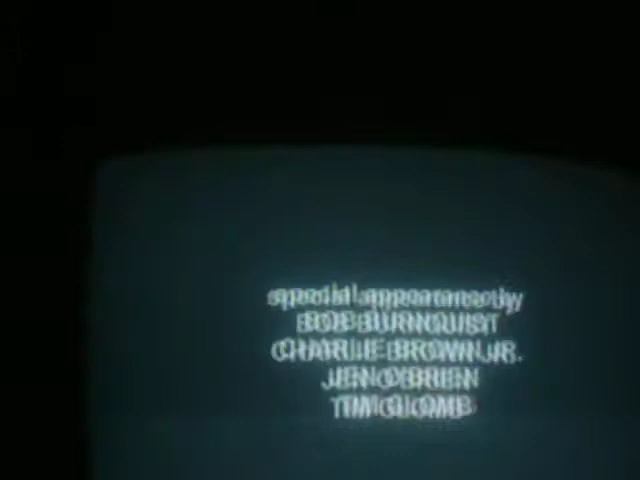 special appearance by
BOB BURNQUIST
CHARLIE BROWN JR.
JEN O'BRIEN
TIM GLOMB